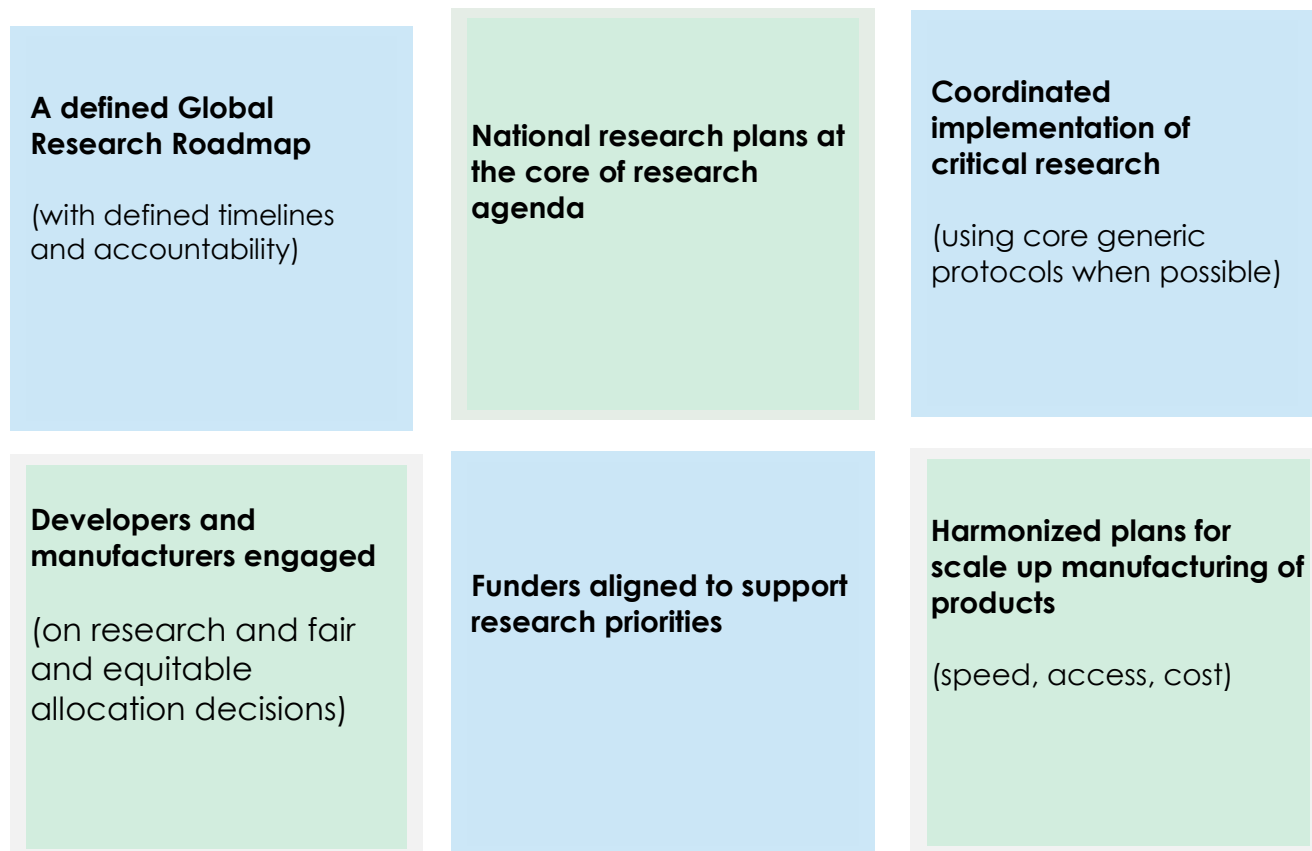 A defined Global
Research Roadmap
(with defined timelines
and accountability)
National research plans at
the core of research
agenda
Coordinated
implementation of
critical research
(using core generic
protocols when possible)
Developers and
manufacturers engaged
(on research and fair
and equitable
allocation decisions)
Funders aligned to support
research priorities
Harmonized plans for
scale up manufacturing of
products
(speed, access, cost)